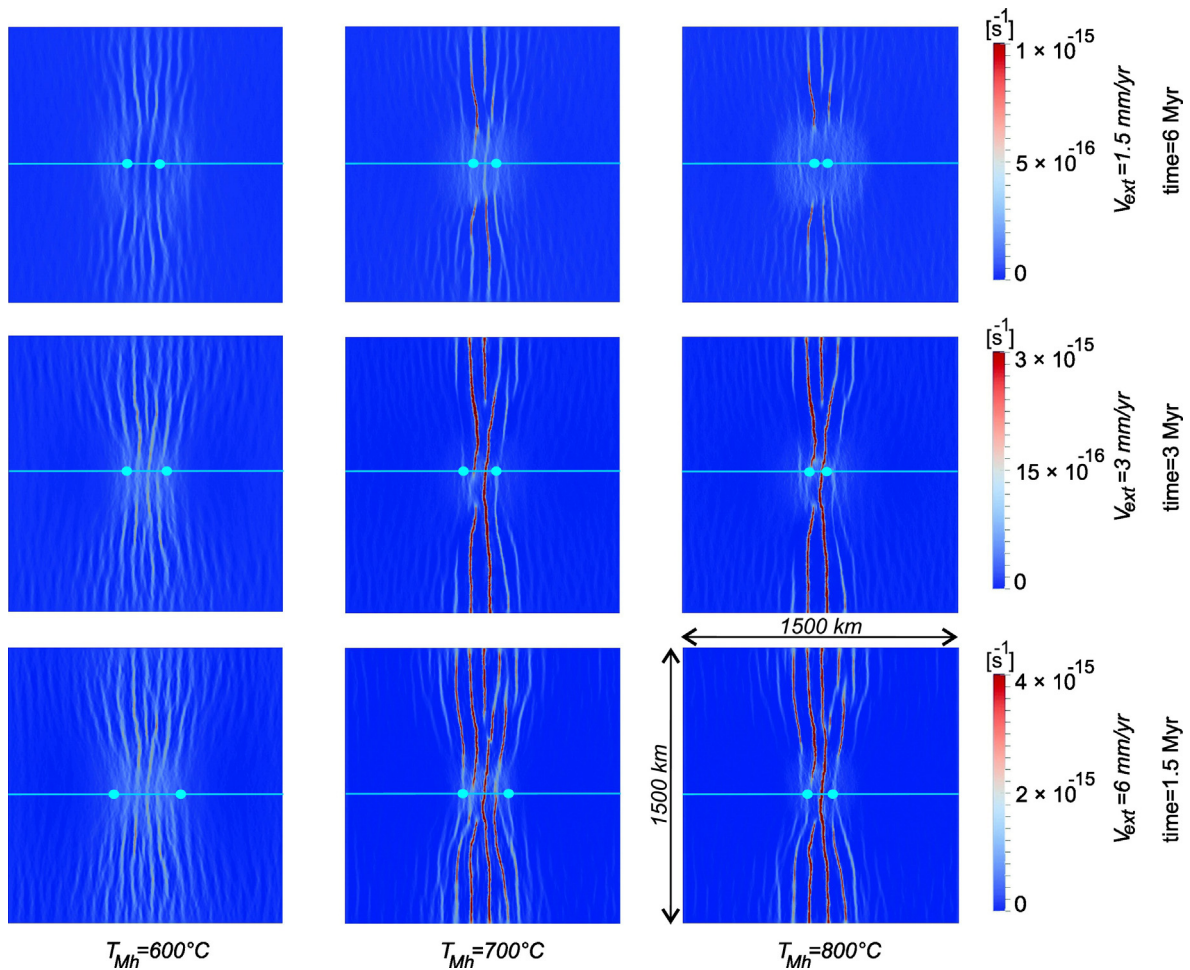 [s⁻¹]
1 × 10⁻¹⁵
5 × 10⁻¹⁶
0
V_ext=1.5 mm/yr
time=6 Myr
[s⁻¹]
3 × 10⁻¹⁵
15 × 10⁻¹⁶
0
V_ext=3 mm/yr
time=3 Myr
1500 km
1500 km
[s⁻¹]
4 × 10⁻¹⁵
2 × 10⁻¹⁵
0
V_ext=6 mm/yr
time=1.5 Myr
T_Mh=600°C
T_Mh=700°C
T_Mh=800°C